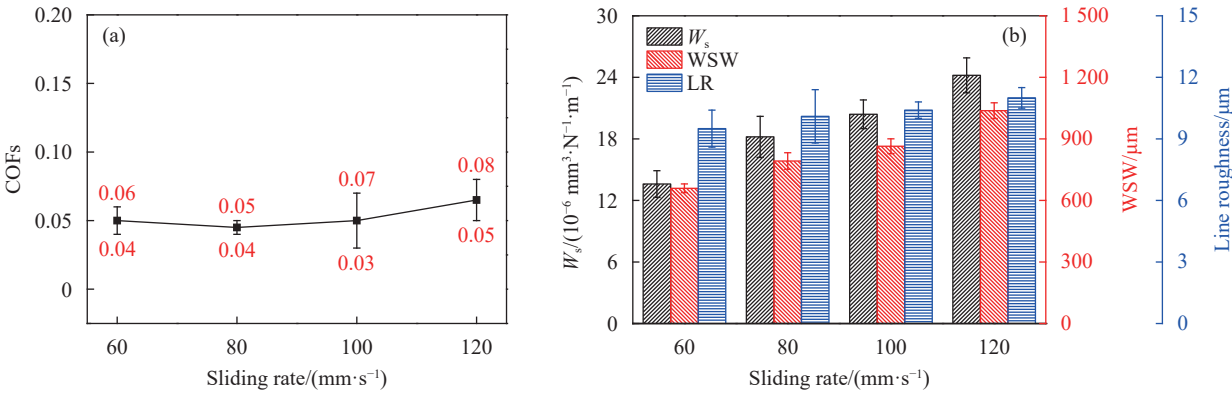 (a)
0.20
0.15
0.10
0.05
0
COFs
0.06
0.04
0.05
0.04
0.07
0.03
0.08
0.05
60 80 100 120
Sliding rate/(mm·s⁻¹)
(b)
30
24
18
12
6
0
Wₛ/(10⁻⁶ mm³·N⁻¹·m⁻¹)
Wₛ
WSW
LR
60 80 100 120
Sliding rate/(mm·s⁻¹)
1 500
1 200
900
600
300
0
WSW/μm
15
12
9
6
3
0
Line roughness/μm